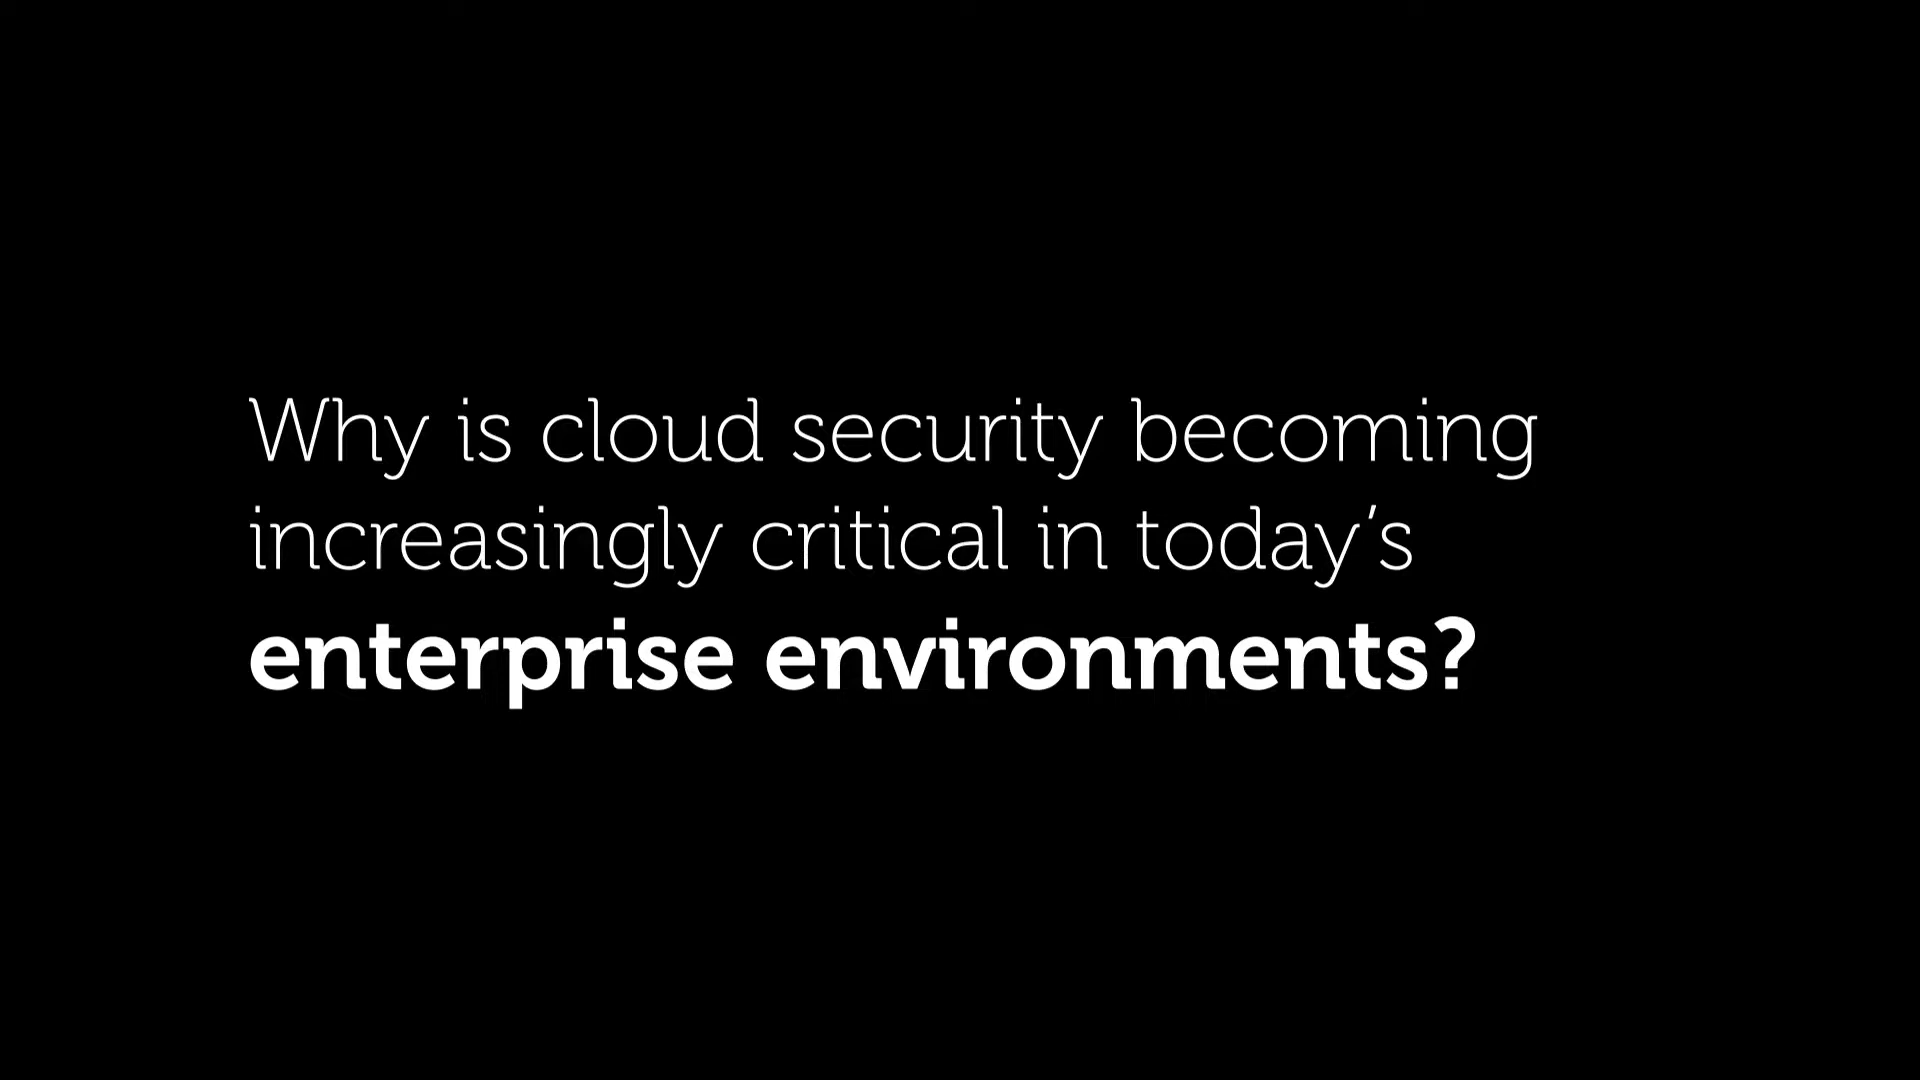 Why is cloud security becoming
increasingly critical in today’s
enterprise environments?